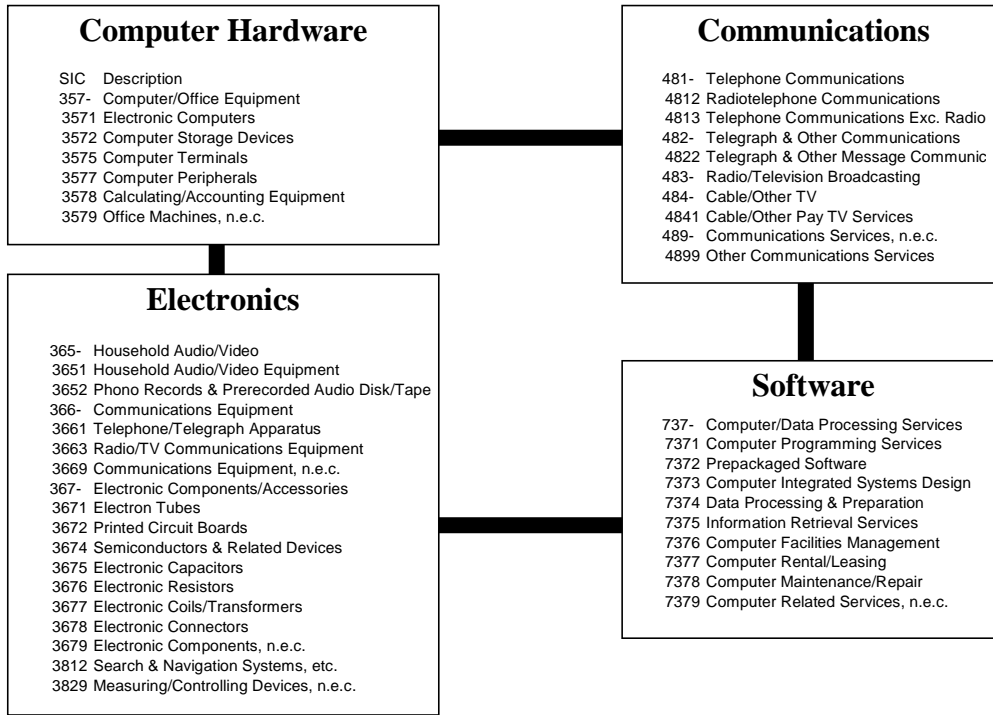 Computer Hardware
SIC Description
357- Computer/Office Equipment
3571 Electronic Computers
3572 Computer Storage Devices
3575 Computer Terminals
3577 Computer Peripherals
3578 Calculating/Accounting Equipment
3579 Office Machines, n.e.c.
Communications
481- Telephone Communications
4812 Radiotelephone Communications
4813 Telephone Communications Exc. Radio
482- Telegraph & Other Communications
4822 Telegraph & Other Message Communic
483- Radio/Television Broadcasting
484- Cable/Other TV
4841 Cable/Other Pay TV Services
489- Communications Services, n.e.c.
4899 Other Communications Services
Electronics
365- Household Audio/Video
3651 Household Audio/Video Equipment
3652 Phono Records & Prerecorded Audio Disk/Tape
366- Communications Equipment
3661 Telephone/Telegraph Apparatus
3663 Radio/TV Communications Equipment
3669 Communications Equipment, n.e.c.
367- Electronic Components/Accessories
3671 Electron Tubes
3672 Printed Circuit Boards
3674 Semiconductors & Related Devices
3675 Electronic Capacitors
3676 Electronic Resistors
3677 Electronic Coils/Transformers
3678 Electronic Connectors
3679 Electronic Components, n.e.c.
3812 Search & Navigation Systems, etc.
3829 Measuring/Controlling Devices, n.e.c.
Software
737- Computer/Data Processing Services
7371 Computer Programming Services
7372 Prepackaged Software
7373 Computer Integrated Systems Design
7374 Data Processing & Preparation
7375 Information Retrieval Services
7376 Computer Facilities Management
7377 Computer Rental/Leasing
7378 Computer Maintenance/Repair
7379 Computer Related Services, n.e.c.